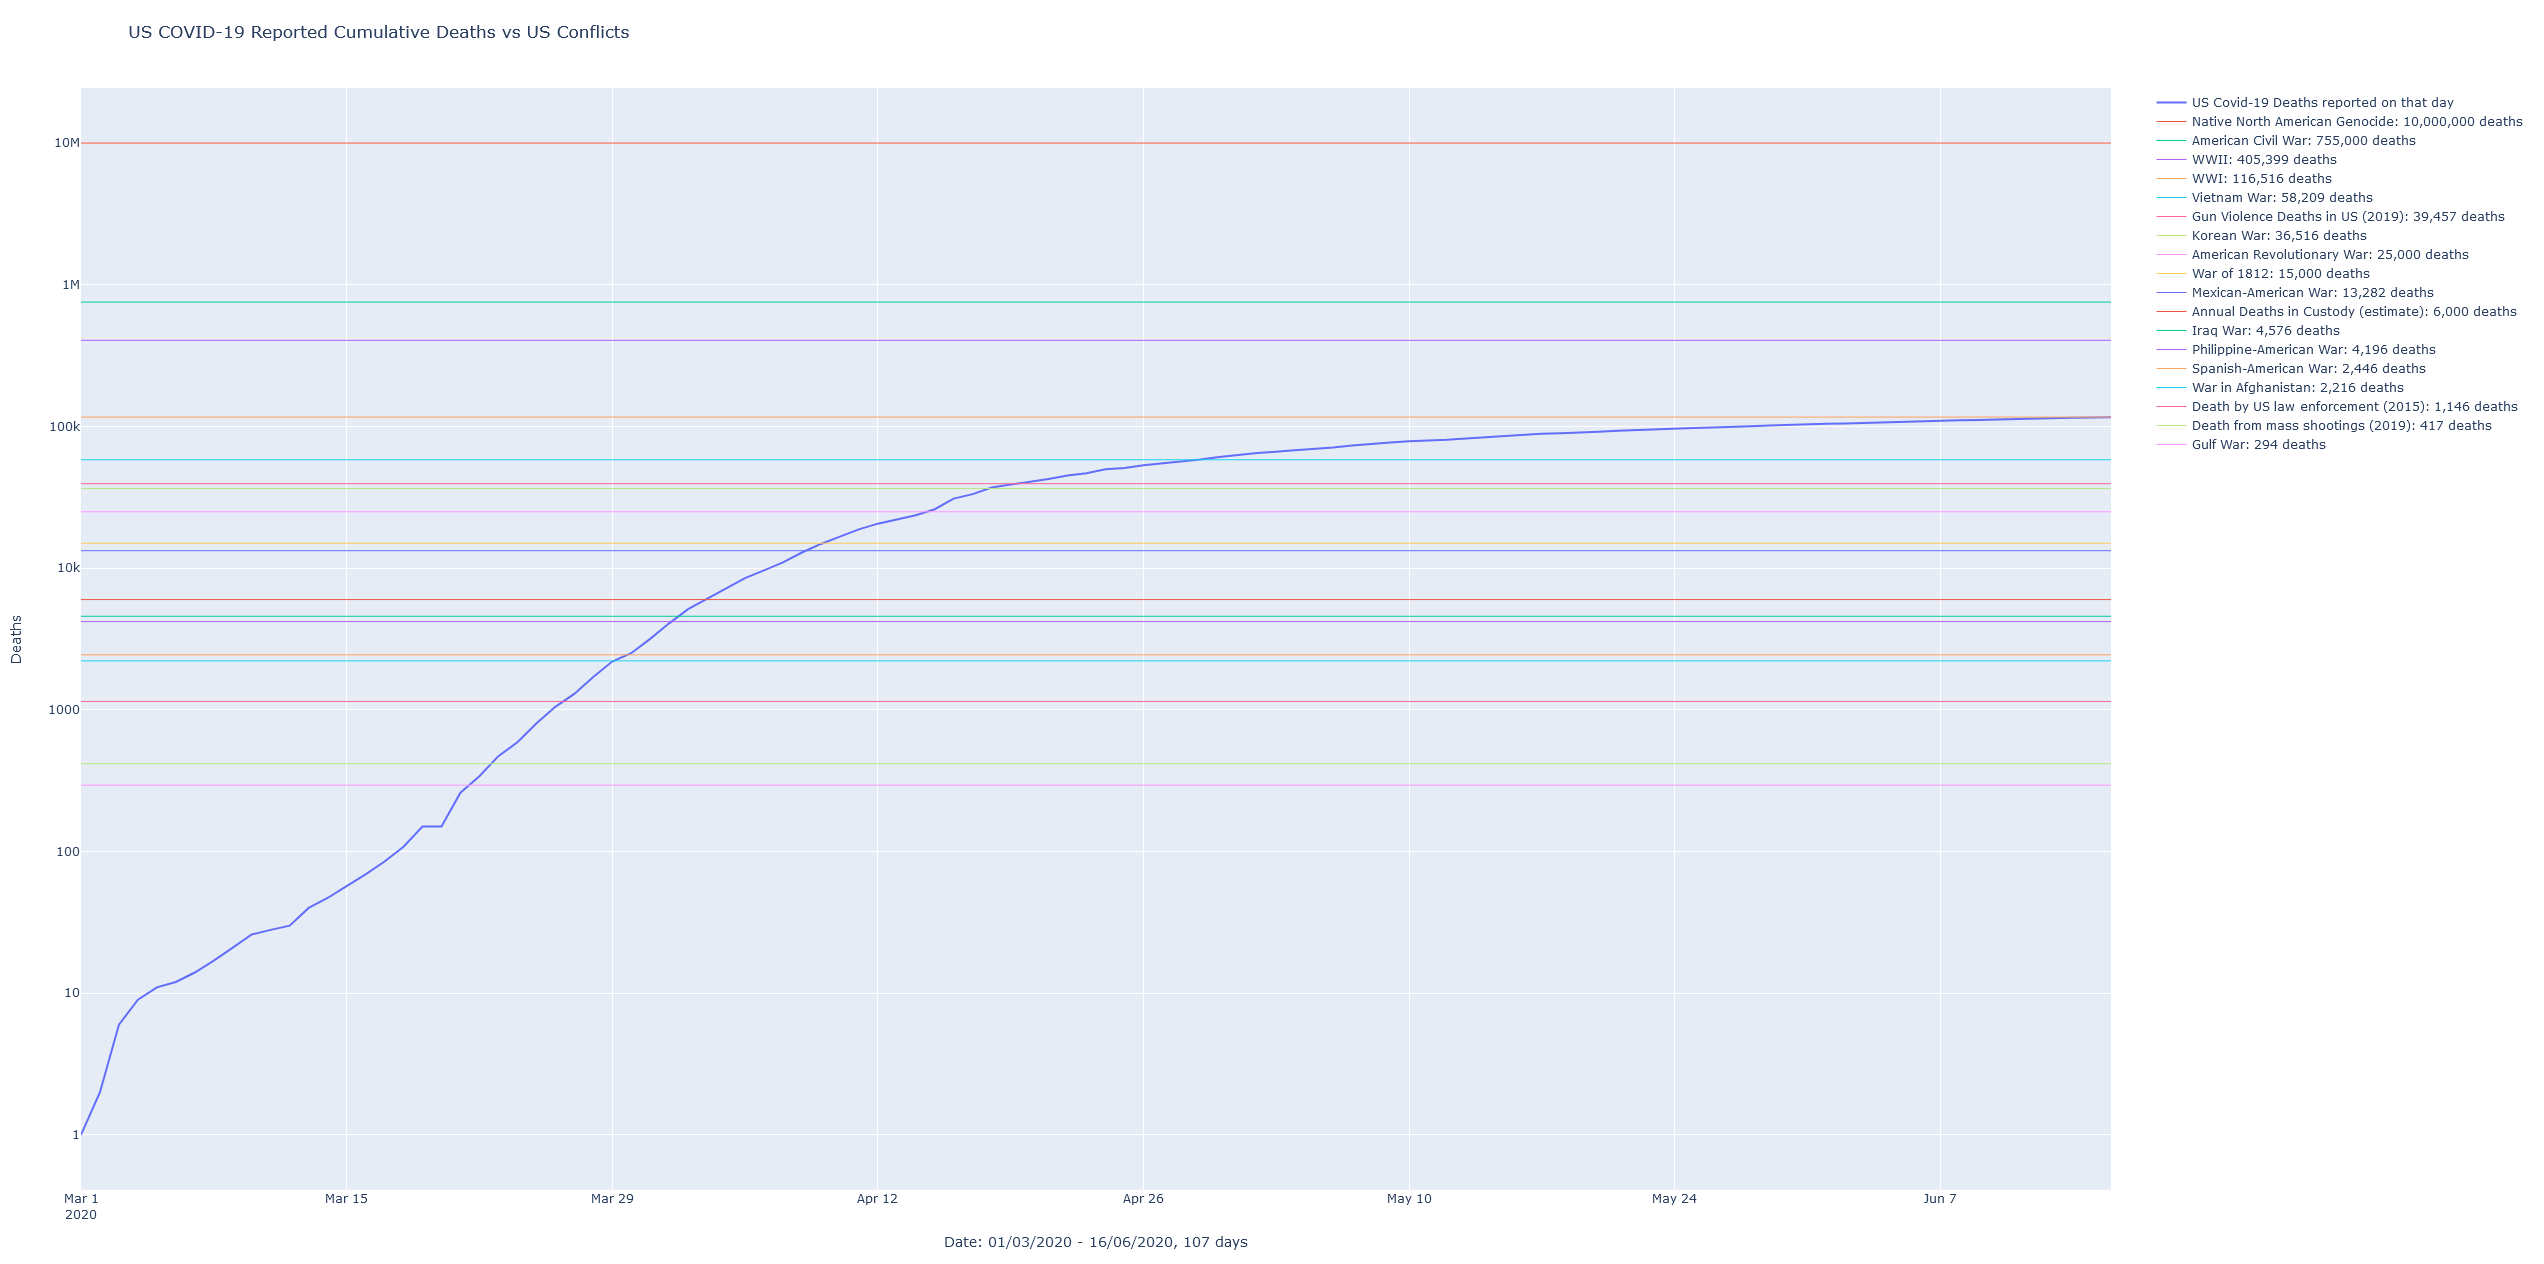 US COVID-19 Reported Cumulative Deaths vs US Conflicts
10M
1M
100k
10k
1000
100
10
1
Deaths
Mar 1
2020
Mar 15
Mar 29
Apr 12
Apr 26
May 10
May 24
Jun 7
Date: 01/03/2020 - 16/06/2020, 107 days
US Covid-19 Deaths reported on that day
Native North American Genocide: 10,000,000 deaths
American Civil War: 755,000 deaths
WWII: 405,399 deaths
WWI: 116,516 deaths
Vietnam War: 58,209 deaths
Gun Violence Deaths in US (2019): 39,457 deaths
Korean War: 36,516 deaths
American Revolutionary War: 25,000 deaths
War of 1812: 15,000 deaths
Mexican-American War: 13,282 deaths
Annual Deaths in Custody (estimate): 6,000 deaths
Iraq War: 4,576 deaths
Philippine-American War: 4,196 deaths
Spanish-American War: 2,446 deaths
War in Afghanistan: 2,216 deaths
Death by US law enforcement (2015): 1,146 deaths
Death from mass shootings (2019): 417 deaths
Gulf War: 294 deaths